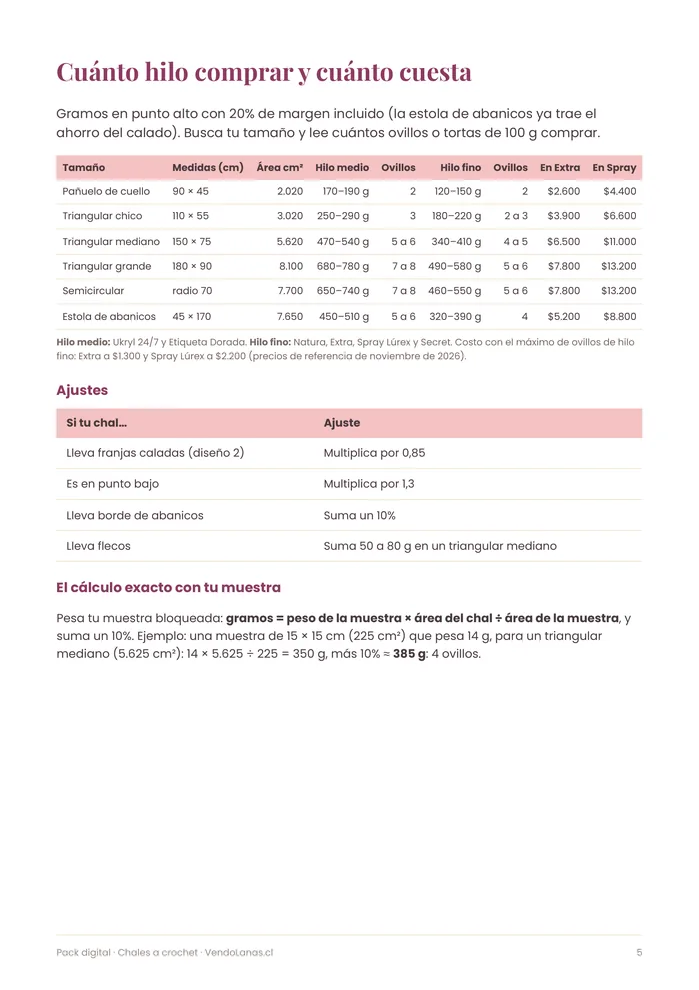 Cuánto hilo comprar y cuánto cuesta
Gramos en punto alto con 20% de margen incluido (la estola de abanicos ya trae el
ahorro del calado). Busca tu tamaño y lee cuántos ovillos o tortas de 100 g comprar.
Tamaño Medidas (cm) Área cm² Hilo medio Ovillos Hilo fino Ovillos En Extra En Spray
Pañuelo de cuello 90 × 45 2.020 170–190 g 2 120–150 g 2 $2.600 $4.400
Triangular chico 110 × 55 3.020 250–290 g 3 180–220 g 2 a 3 $3.900 $6.600
Triangular mediano 150 × 75 5.620 470–540 g 5 a 6 340–410 g 4 a 5 $6.500 $11.000
Triangular grande 180 × 90 8.100 680–780 g 7 a 8 490–580 g 5 a 6 $7.800 $13.200
Semicircular radio 70 7.700 650–740 g 7 a 8 460–550 g 5 a 6 $7.800 $13.200
Estola de abanicos 45 × 170 7.650 450–510 g 5 a 6 320–390 g 4 $5.200 $8.800
Hilo medio: Ukryl 24/7 y Etiqueta Dorada. Hilo fino: Natura, Extra, Spray Lúrex y Secret. Costo con el máximo de ovillos de hilo
fino: Extra a $1.300 y Spray Lúrex a $2.200 (precios de referencia de noviembre de 2026).
Ajustes
Si tu chal… Ajuste
Lleva franjas caladas (diseño 2) Multiplica por 0,85
Es en punto bajo Multiplica por 1,3
Lleva borde de abanicos Suma un 10%
Lleva flecos Suma 50 a 80 g en un triangular mediano
El cálculo exacto con tu muestra
Pesa tu muestra bloqueada: gramos = peso de la muestra × área del chal ÷ área de la muestra, y
suma un 10%. Ejemplo: una muestra de 15 × 15 cm (225 cm²) que pesa 14 g, para un triangular
mediano (5.625 cm²): 14 × 5.625 ÷ 225 = 350 g, más 10% ≈ 385 g: 4 ovillos.
Pack digital · Chales a crochet · VendoLanas.cl 5